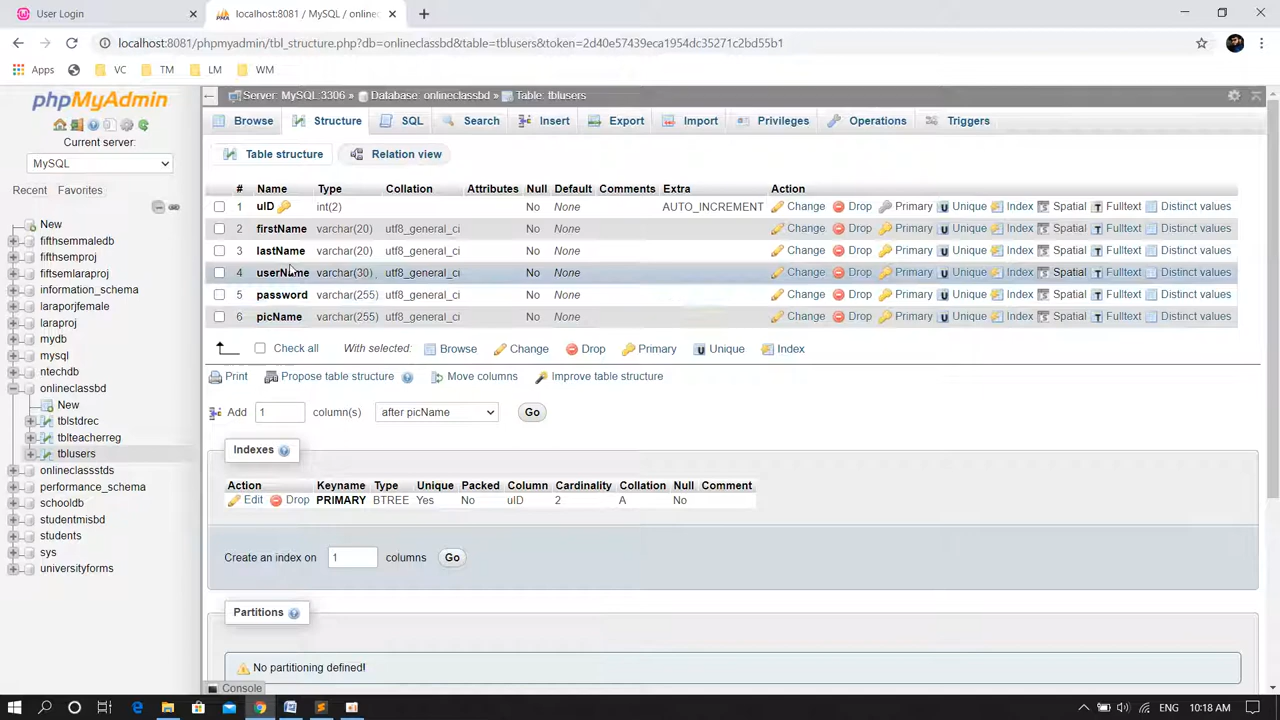 User Login
localhost:8081 / MySQL / onlinec
localhost:8081/phpmyadmin/tbl_structure.php?db=onlineclassbd&table=tblusers&token=2d40e57439eca1954dc35271c2bd55b1
Apps VC TM LM WM
phpMyAdmin
Current server:
MySQL
Recent Favorites
New
fifthsemmaledb
fifthsemproj
fiftsemlaraproj
information_schema
laraporjfemale
laraproj
mydb
mysql
ntechdb
onlineclassbd
New
tblstdrec
tblteacherreg
tblusers
onlineclassstds
performance_schema
schooldb
studentmisbd
students
sys
universityforms
Server: MySQL:3306 » Database: onlineclassbd » Table: tblusers
Browse Structure SQL Search Insert Export Import Privileges Operations Triggers
Table structure Relation view
# Name Type Collation Attributes Null Default Comments Extra Action
1 uID int(2) No None AUTO_INCREMENT Change Drop Primary Unique Index Spatial Fulltext Distinct values
2 firstName varchar(20) utf8_general_ci No None Change Drop Primary Unique Index Spatial Fulltext Distinct values
3 lastName varchar(20) utf8_general_ci No None Change Drop Primary Unique Index Spatial Fulltext Distinct values
4 userName varchar(30) utf8_general_ci No None Change Drop Primary Unique Index Spatial Fulltext Distinct values
5 password varchar(255) utf8_general_ci No None Change Drop Primary Unique Index Spatial Fulltext Distinct values
6 picName varchar(255) utf8_general_ci No None Change Drop Primary Unique Index Spatial Fulltext Distinct values
Check all With selected: Browse Change Drop Primary Unique Index
Print Propose table structure Move columns Improve table structure
Add 1 column(s) after picName Go
Indexes
Action Keyname Type Unique Packed Column Cardinality Collation Null Comment
Edit Drop PRIMARY BTREE Yes No uID 2 A No
Create an index on 1 columns Go
Partitions
No partitioning defined!
Console
ENG 10:18 AM